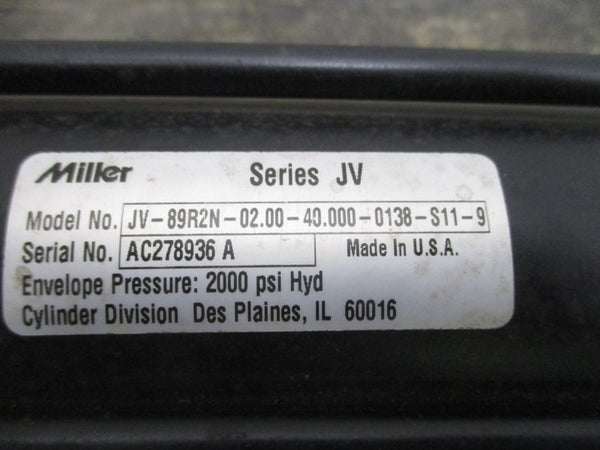 Miller Series JV
Model No. JV-89R2N-02.00-40.000-0138-S11-9
Serial No. AC278936 A Made In U.S.A.
Envelope Pressure: 2000 psi Hyd
Cylinder Division Des Plaines, IL 60016